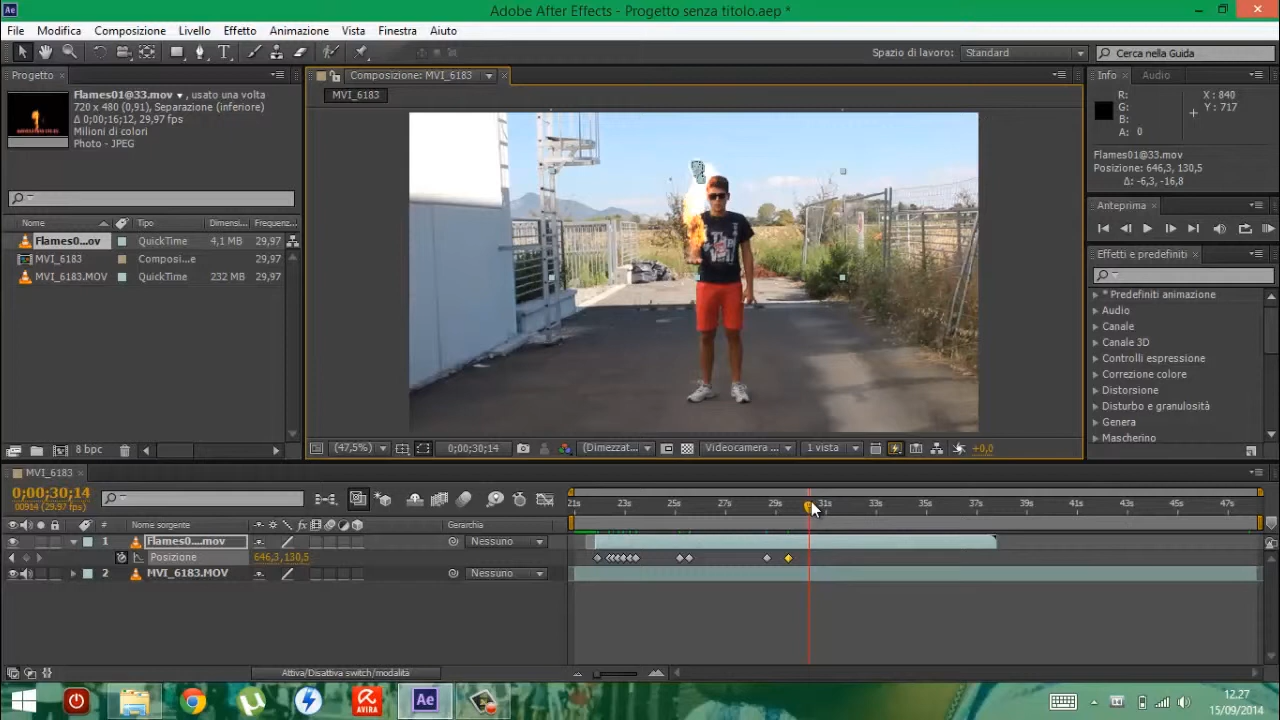 Ae
Adobe After Effects - Progetto senza titolo.aep *
File Modifica Composizione Livello Effetto Animazione Vista Finestra Aiuto
Spazio di lavoro: Standard Cerca nella Guida
Progetto
Flames01@33.mov , usato una volta
720 x 480 (0,91), Separazione (inferiore)
Δ 0;00;16;12, 29,97 fps
Milioni di colori
Photo - JPEG
Nome Tipo Dimensi... Frequenz...
Flames0...ov QuickTime 4,1 MB 29,97
MVI_6183 Composi...e 29,97
MVI_6183.MOV QuickTime 232 MB 29,97
8 bpc
Composizione: MVI_6183
MVI_6183
(47,5%) 0;00;30;14 (Dimezzat... Videocamera ... 1 vista +0,0
Info Audio
R:
G:
B:
A: 0
X : 840
Y : 717
Flames01@33.mov
Posizione: 646,3, 130,5
Δ: -6,3, -16,8
Anteprima
Effetti e predefiniti
* Predefiniti animazione
Audio
Canale
Canale 3D
Controlli espressione
Correzione colore
Distorsione
Disturbo e granulosità
Genera
Mascherino
MVI_6183
0;00;30;14
00914 (29.97 fps)
21s 23s 25s 27s 29s 31s 33s 35s 37s 39s 41s 43s 45s 47s
# Nome sorgente Gerarchia
1 Flames0....mov Nessuno
Posizione 646,3,130,5
2 MVI_6183.MOV Nessuno
Attiva/Disattiva switch/modalità
AVIRA
Ae
12.27
15/09/2014